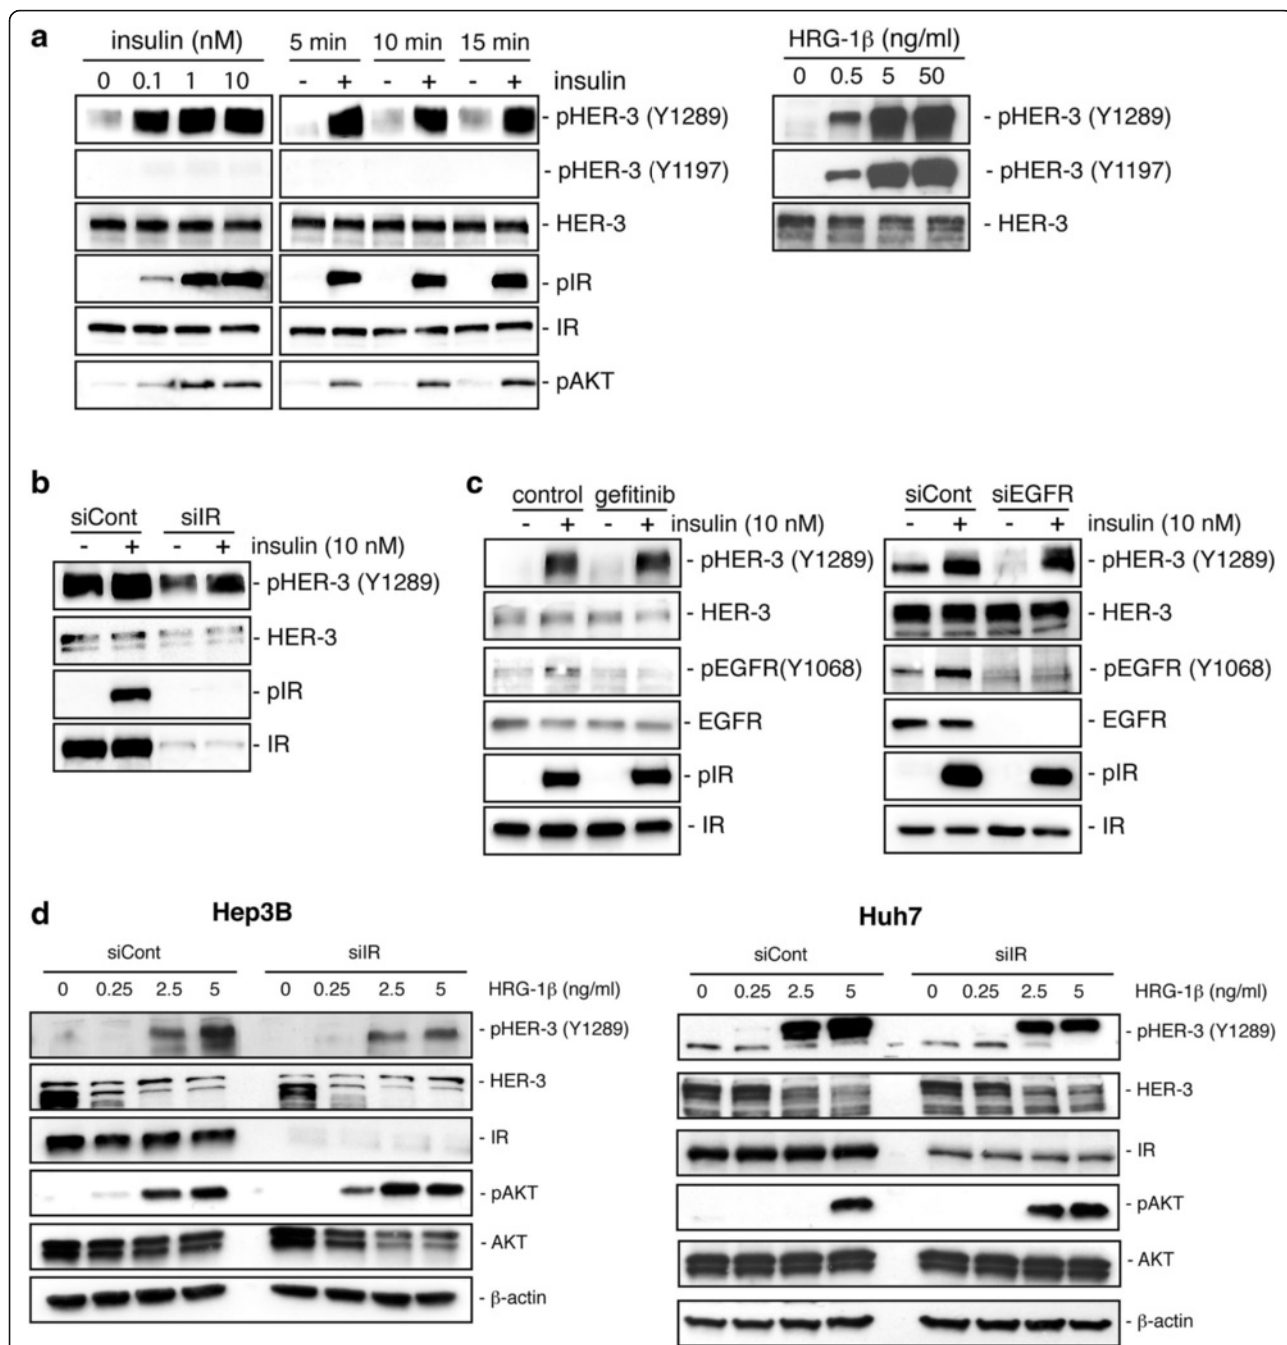 a
insulin (nM) 5 min 10 min 15 min
0 0.1 1 10 - + - + - + insulin
- pHER-3 (Y1289)
- pHER-3 (Y1197)
- HER-3
- pIR
- IR
- pAKT
HRG-1β (ng/ml)
0 0.5 5 50
- pHER-3 (Y1289)
- pHER-3 (Y1197)
- HER-3
b
siCont siIR
- + - + insulin (10 nM)
- pHER-3 (Y1289)
- HER-3
- pIR
- IR
c
control gefitinib
- + - + insulin (10 nM)
- pHER-3 (Y1289)
- HER-3
- pEGFR(Y1068)
- EGFR
- pIR
- IR
siCont siEGFR
- + - + insulin (10 nM)
- pHER-3 (Y1289)
- HER-3
- pEGFR (Y1068)
- EGFR
- pIR
- IR
d
Hep3B
siCont siIR
0 0.25 2.5 5 0 0.25 2.5 5 HRG-1β (ng/ml)
- pHER-3 (Y1289)
- HER-3
- IR
- pAKT
- AKT
- β-actin
Huh7
siCont siIR
0 0.25 2.5 5 0 0.25 2.5 5 HRG-1β (ng/ml)
- pHER-3 (Y1289)
- HER-3
- IR
- pAKT
- AKT
- β-actin